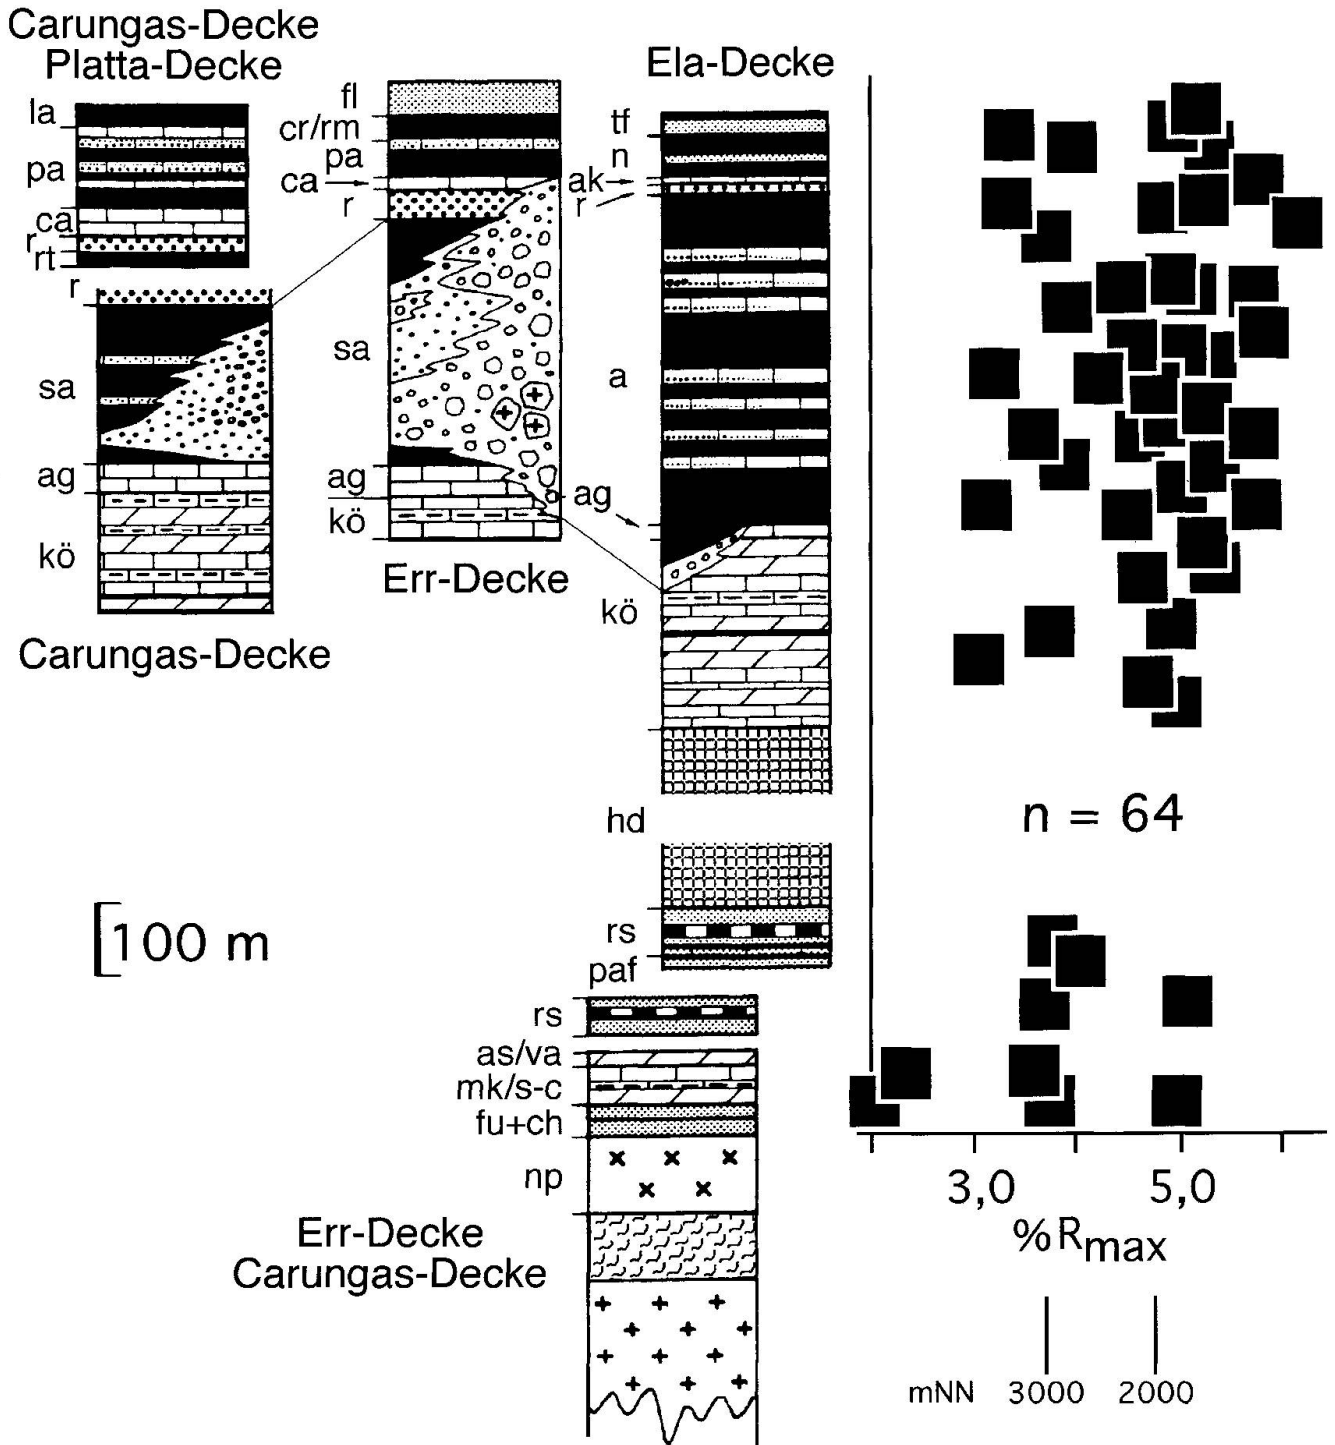 Carungas-Decke
Platta-Decke
la
pa
ca
r
rt
r
sa
ag
kö
Carungas-Decke
fl
cr/rm
pa
ca
r
sa
ag
kö
Err-Decke
Ela-Decke
tf
n
ak
r
a
ag
kö
hd
rs
paf
100 m
rs
as/va
mk/s-c
fu+ch
np
Err-Decke
Carungas-Decke
n = 64
3,0 5,0
%Rmax
mNN 3000 2000